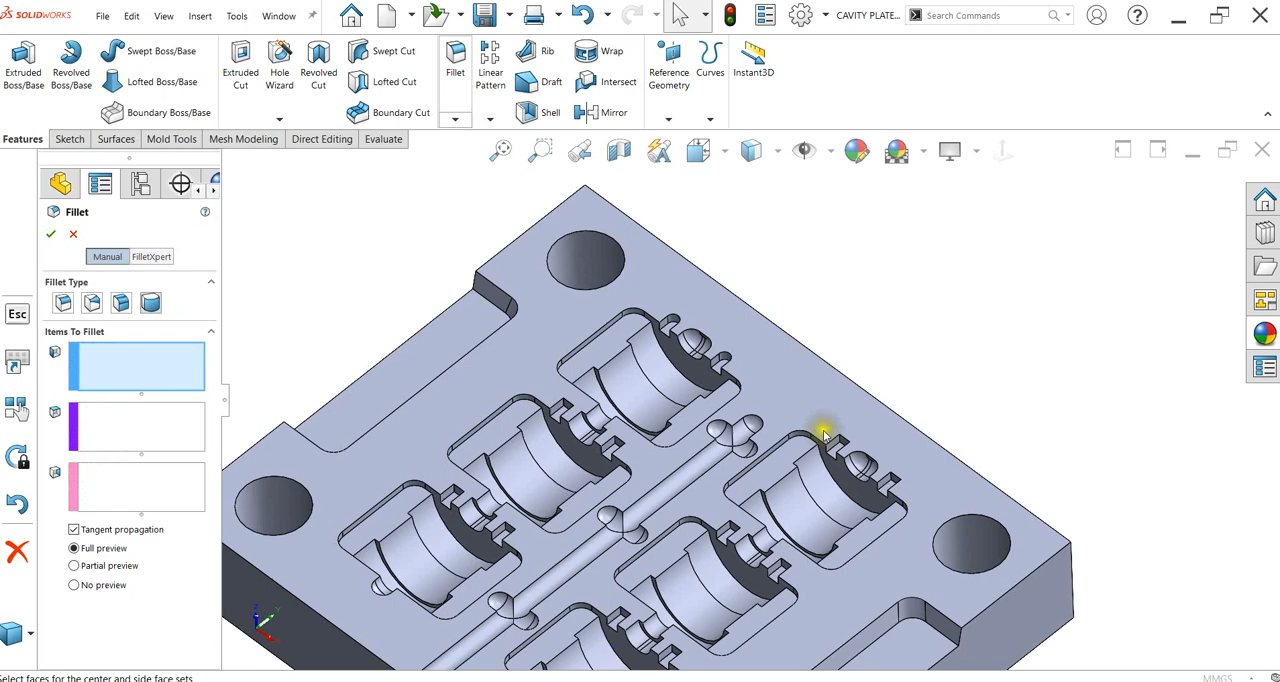 SOLIDWORKS File Edit View Insert Tools Window CAVITY PLATE... Search Commands
Extruded Boss/Base
Revolved Boss/Base
Swept Boss/Base
Lofted Boss/Base
Boundary Boss/Base
Extruded Cut
Hole Wizard
Revolved Cut
Swept Cut
Lofted Cut
Boundary Cut
Fillet
Linear Pattern
Rib
Draft
Shell
Wrap
Intersect
Mirror
Reference Geometry
Curves
Instant3D
Features Sketch Surfaces Mold Tools Mesh Modeling Direct Editing Evaluate
Fillet
Manual FilletXpert
Fillet Type
Items To Fillet
Esc
Tangent propagation
Full preview
Partial preview
No preview
Select faces for the center and side face sets
MMGS